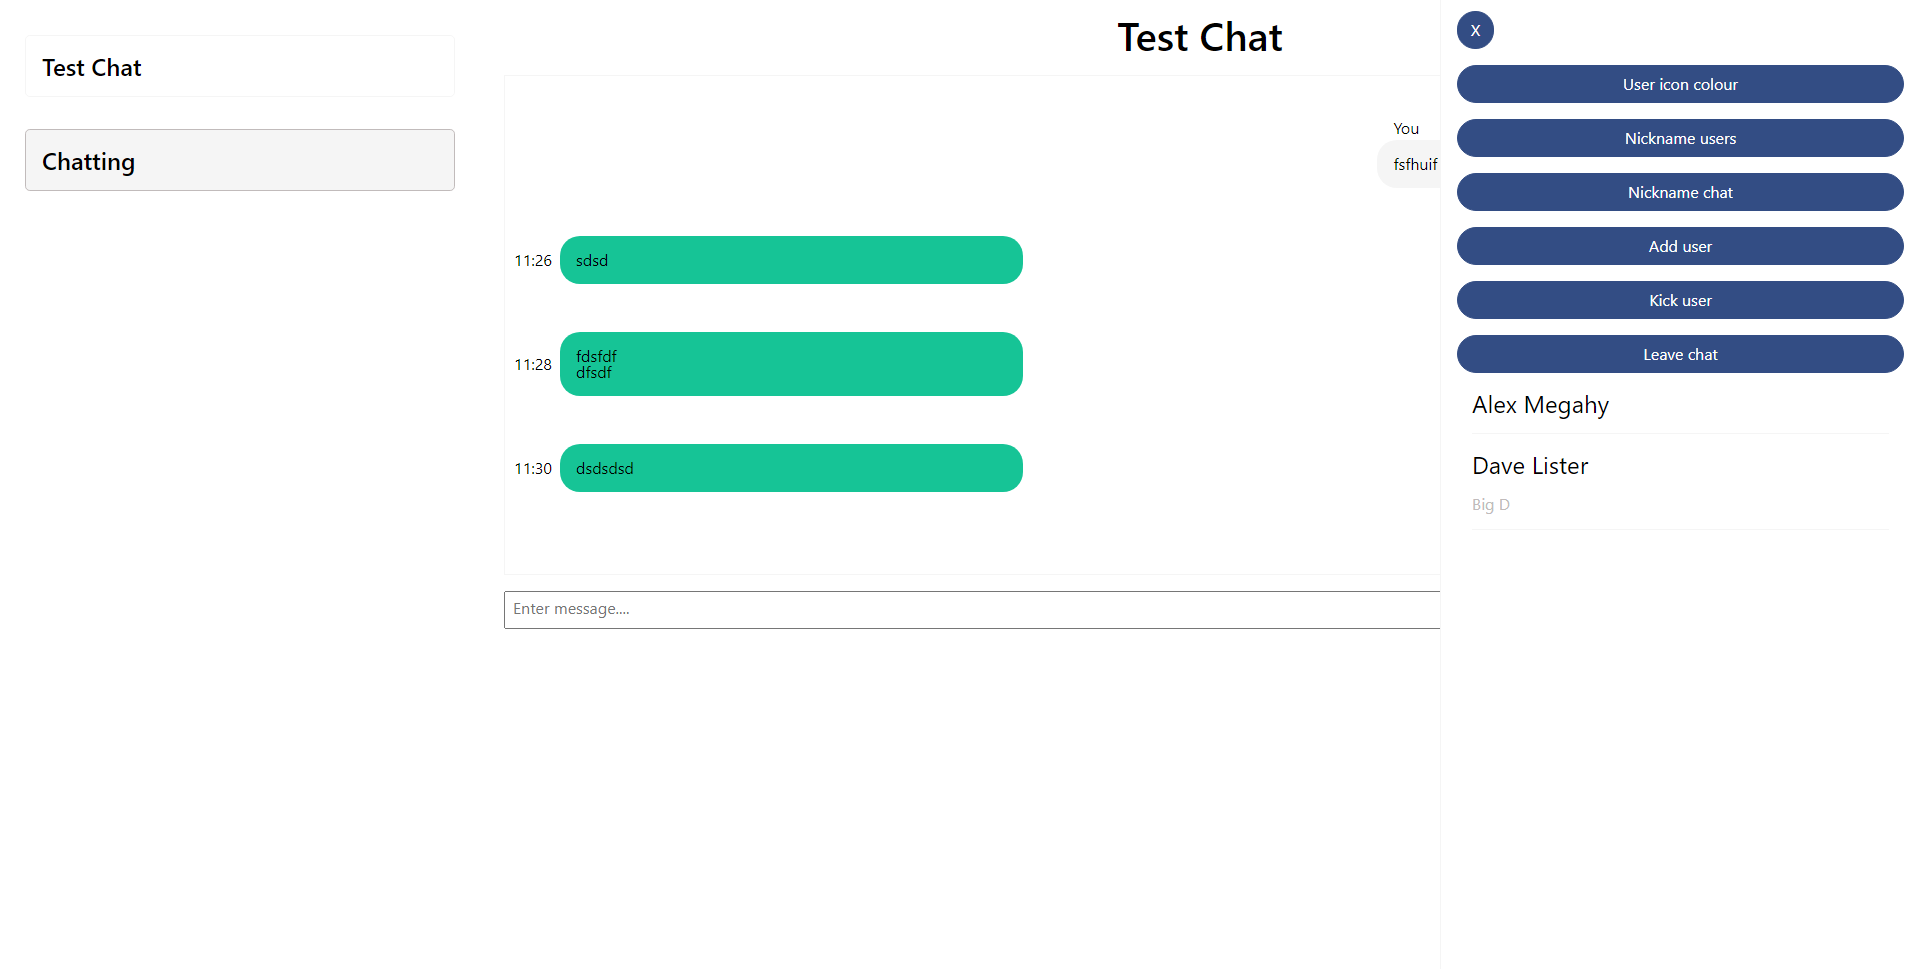 Test Chat
Chatting
Test Chat
You
fsfhuif
11:26
sdsd
11:28
fdsfdf
dfsdf
11:30
dsdsdsd
Enter message....
X
User icon colour
Nickname users
Nickname chat
Add user
Kick user
Leave chat
Alex Megahy
Dave Lister
Big D